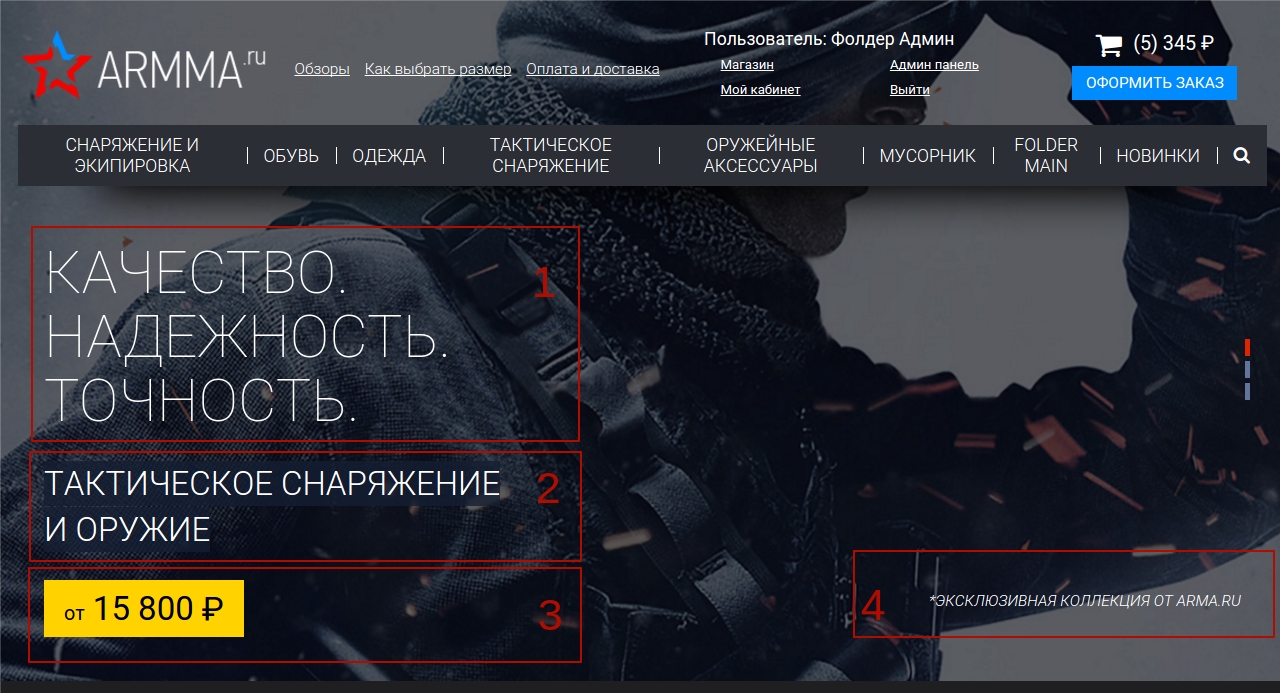 ARMMA.ru
Обзоры Как выбрать размер Оплата и доставка
Пользователь: Фолдер Админ
Магазин Админ панель
Мой кабинет Выйти
(5) 345 ₽
ОФОРМИТЬ ЗАКАЗ
СНАРЯЖЕНИЕ И
ЭКИПИРОВКА
ОБУВЬ
ОДЕЖДА
ТАКТИЧЕСКОЕ
СНАРЯЖЕНИЕ
ОРУЖЕЙНЫЕ
АКСЕССУАРЫ
МУСОРНИК
FOLDER
MAIN
НОВИНКИ
КАЧЕСТВО.
1
НАДЕЖНОСТЬ.
ТОЧНОСТЬ.
ТАКТИЧЕСКОЕ СНАРЯЖЕНИЕ
2
И ОРУЖИЕ
от 15 800 ₽
3
4
*ЭКСКЛЮЗИВНАЯ КОЛЛЕКЦИЯ ОТ ARMA.RU